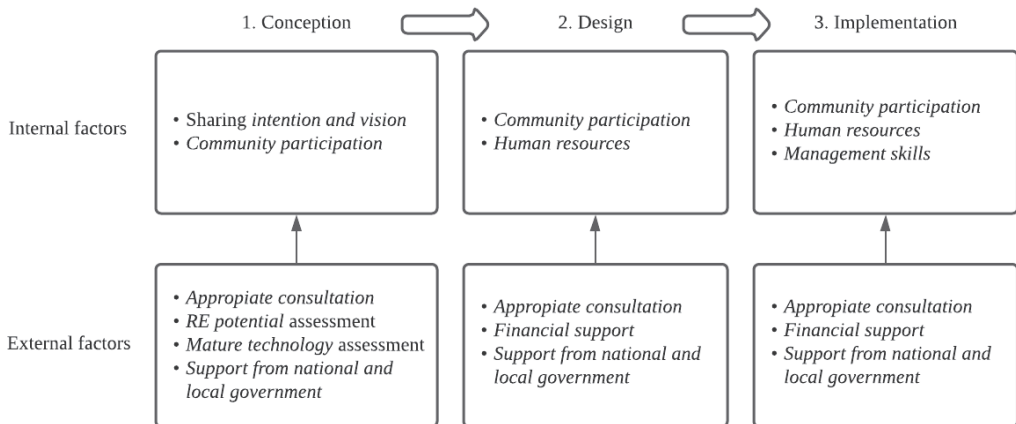 1. Conception
2. Design
3. Implementation
Internal factors
• Sharing intention and vision
• Community participation
• Community participation
• Human resources
• Community participation
• Human resources
• Management skills
External factors
• Appropiate consultation
• RE potential assessment
• Mature technology assessment
• Support from national and
local government
• Appropiate consultation
• Financial support
• Support from national and
local government
• Appropiate consultation
• Financial support
• Support from national and
local government